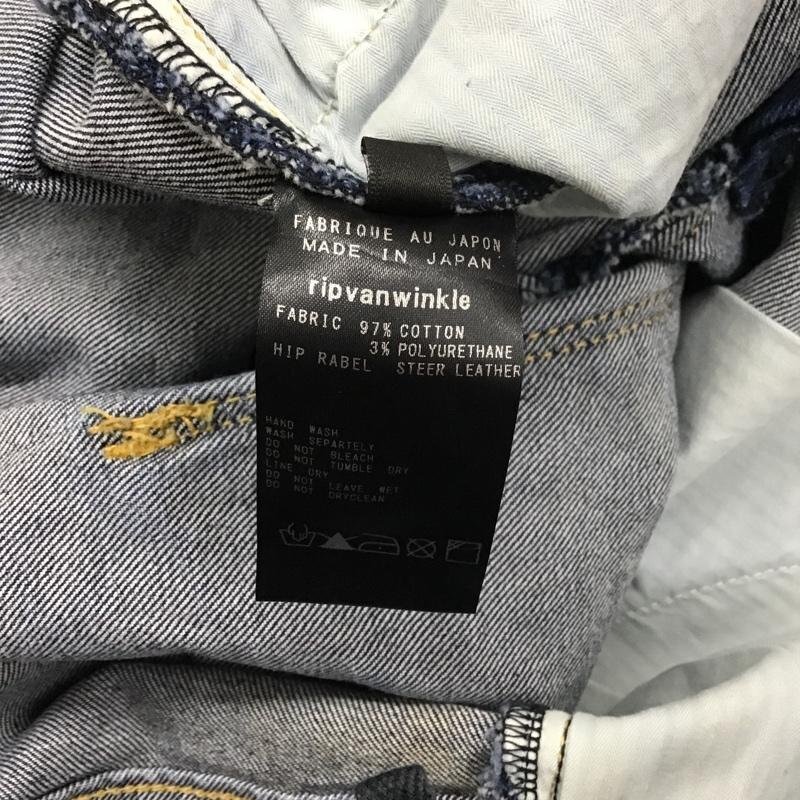 FABRIQUE AU JAPON
MADE IN JAPAN
ripvanwinkle
FABRIC 97% COTTON
3% POLYURETHANE
HIP RABEL STEER LEATHER
HAND WASH
WASH SEPARTELY
DO NOT BLEACH
DO NOT TUMBLE DRY
LINE DRY
DO NOT LEAVE WET
DO NOT DRYCLEAN